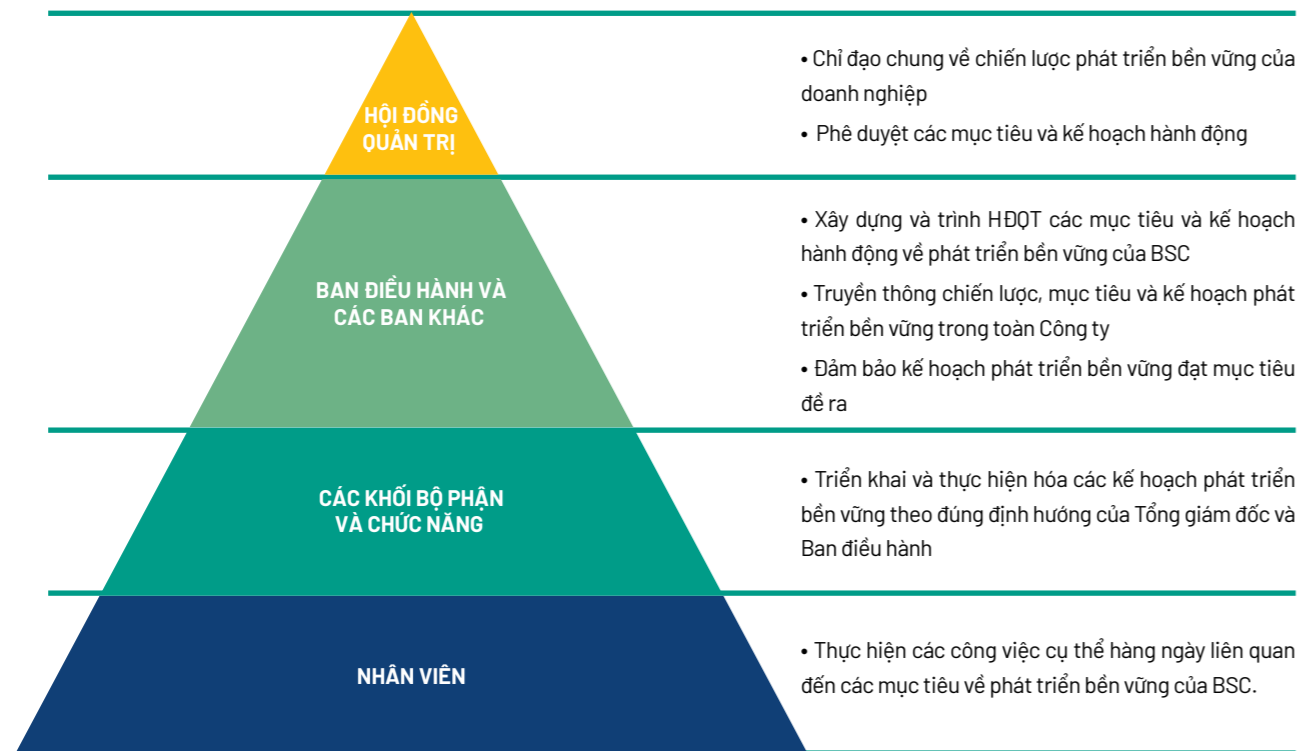 HỘI ĐỒNG
QUẢN TRỊ
• Chỉ đạo chung về chiến lược phát triển bền vững của
doanh nghiệp
• Phê duyệt các mục tiêu và kế hoạch hành động
BAN ĐIỀU HÀNH VÀ
CÁC BAN KHÁC
• Xây dựng và trình HĐQT các mục tiêu và kế hoạch
hành động về phát triển bền vững của BSC
• Truyền thông chiến lược, mục tiêu và kế hoạch phát
triển bền vững trong toàn Công ty
• Đảm bảo kế hoạch phát triển bền vững đạt mục tiêu
đề ra
CÁC KHỐI BỘ PHẬN
VÀ CHỨC NĂNG
• Triển khai và thực hiện hóa các kế hoạch phát triển
bền vững theo đúng định hướng của Tổng giám đốc và
Ban điều hành
NHÂN VIÊN
• Thực hiện các công việc cụ thể hàng ngày liên quan
đến các mục tiêu về phát triển bền vững của BSC.